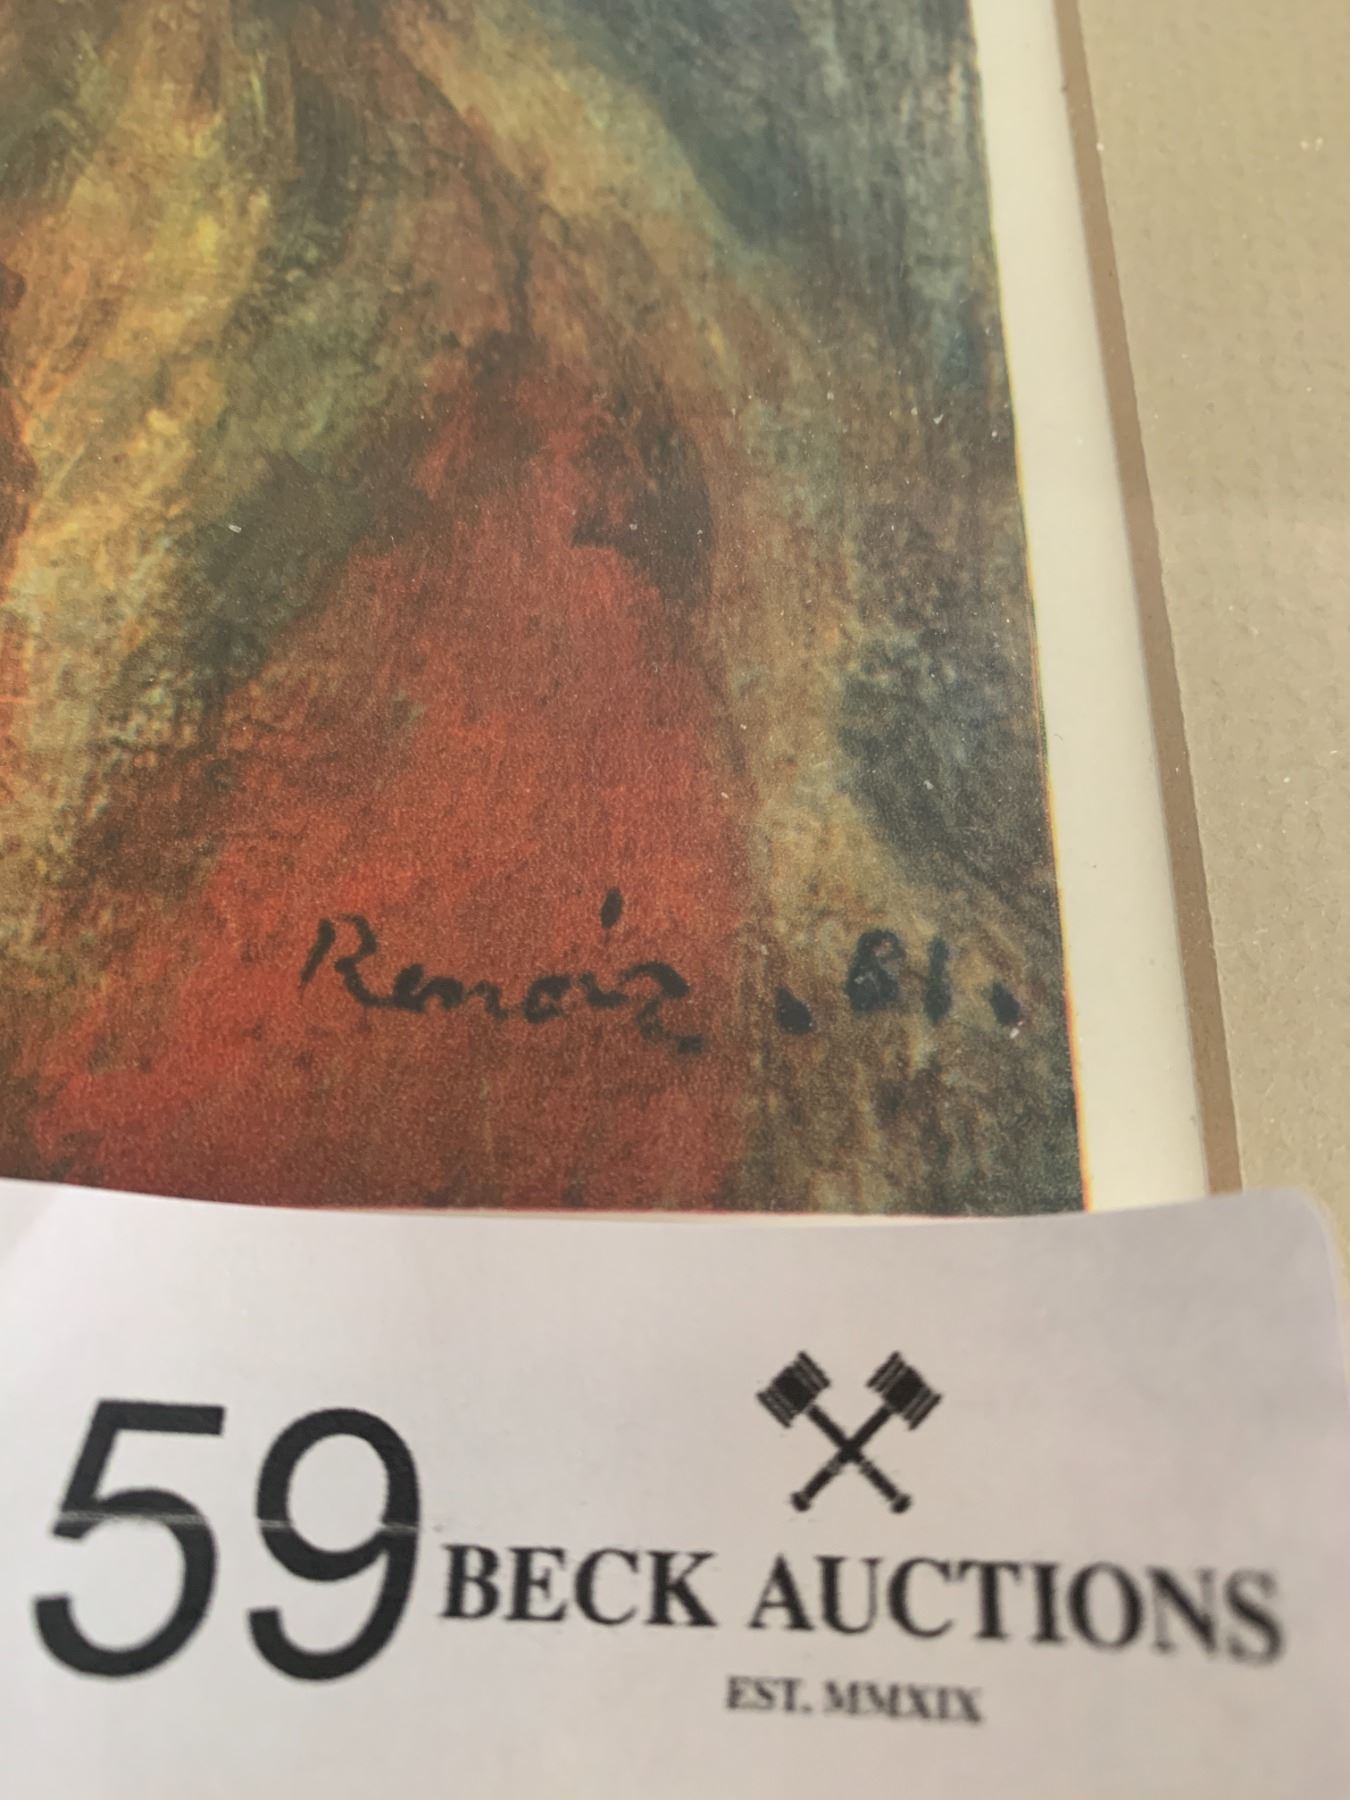 Renoir . 81.
59
BECK AUCTIONS
EST. MMXIX